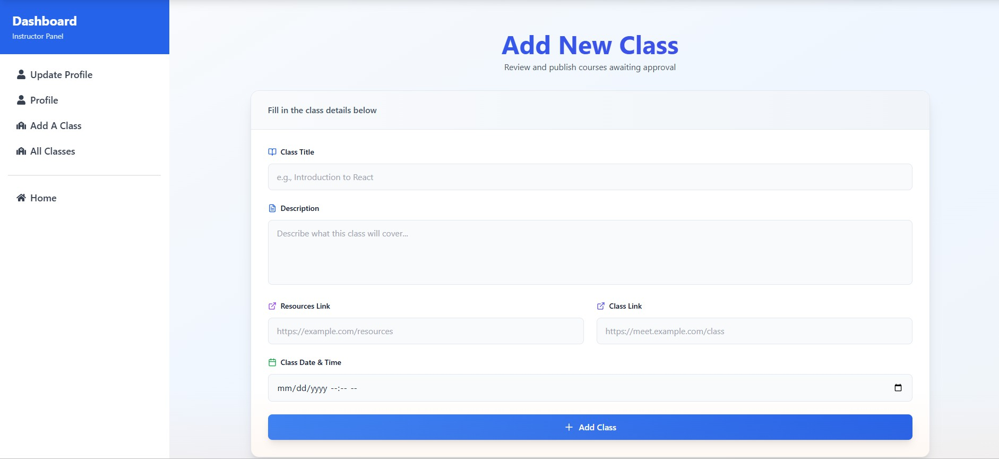 Dashboard
Instructor Panel
Update Profile
Profile
Add A Class
All Classes
Home
Add New Class
Review and publish courses awaiting approval
Fill in the class details below
Class Title
e.g., Introduction to React
Description
Describe what this class will cover...
Resources Link
https://example.com/resources
Class Link
https://meet.example.com/class
Class Date & Time
mm/dd/yyyy --:-- --
Add Class